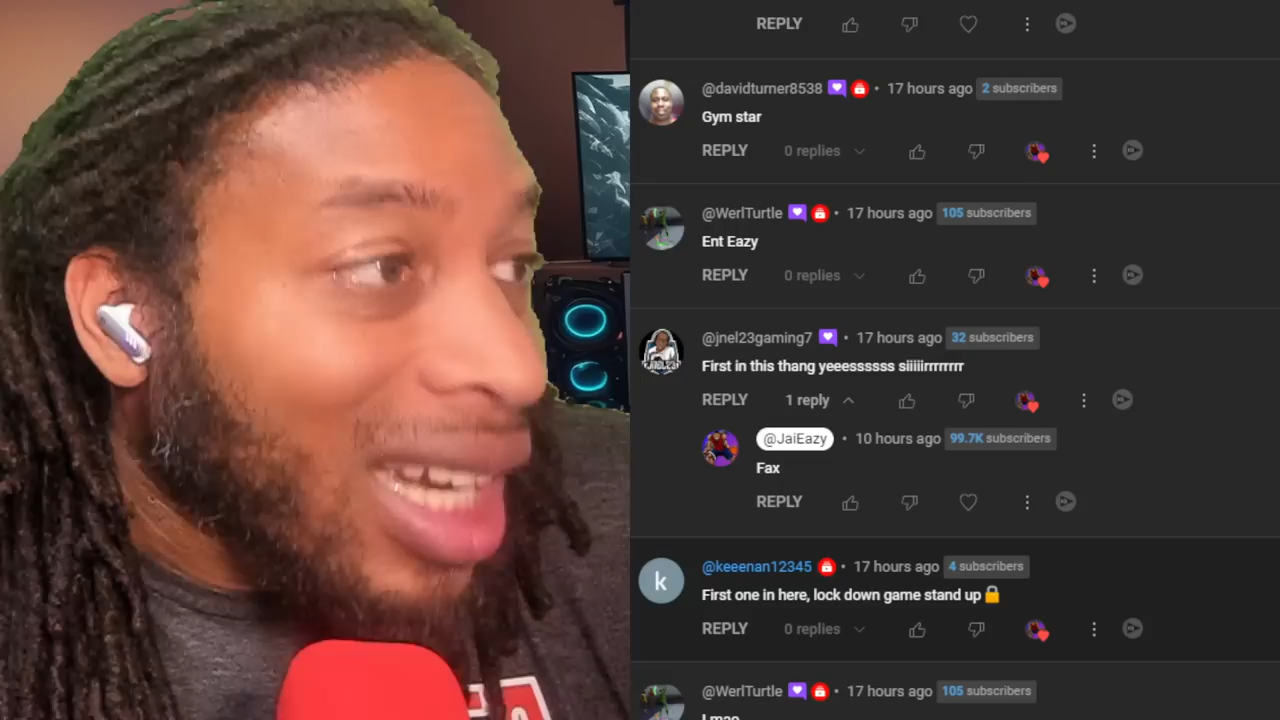 REPLY
@davidturner8538 • 17 hours ago 2 subscribers
Gym star
REPLY 0 replies
@WerlTurtle • 17 hours ago 105 subscribers
Ent Eazy
REPLY 0 replies
@jnel23gaming7 • 17 hours ago 32 subscribers
First in this thang yeeessssss siiiiirrrrrrrr
REPLY 1 reply
@JaiEazy • 10 hours ago 99.7K subscribers
Fax
REPLY
k
@keeenan12345 • 17 hours ago 4 subscribers
First one in here, lock down game stand up🔒
REPLY 0 replies
@WerlTurtle • 17 hours ago 105 subscribers
Lmao